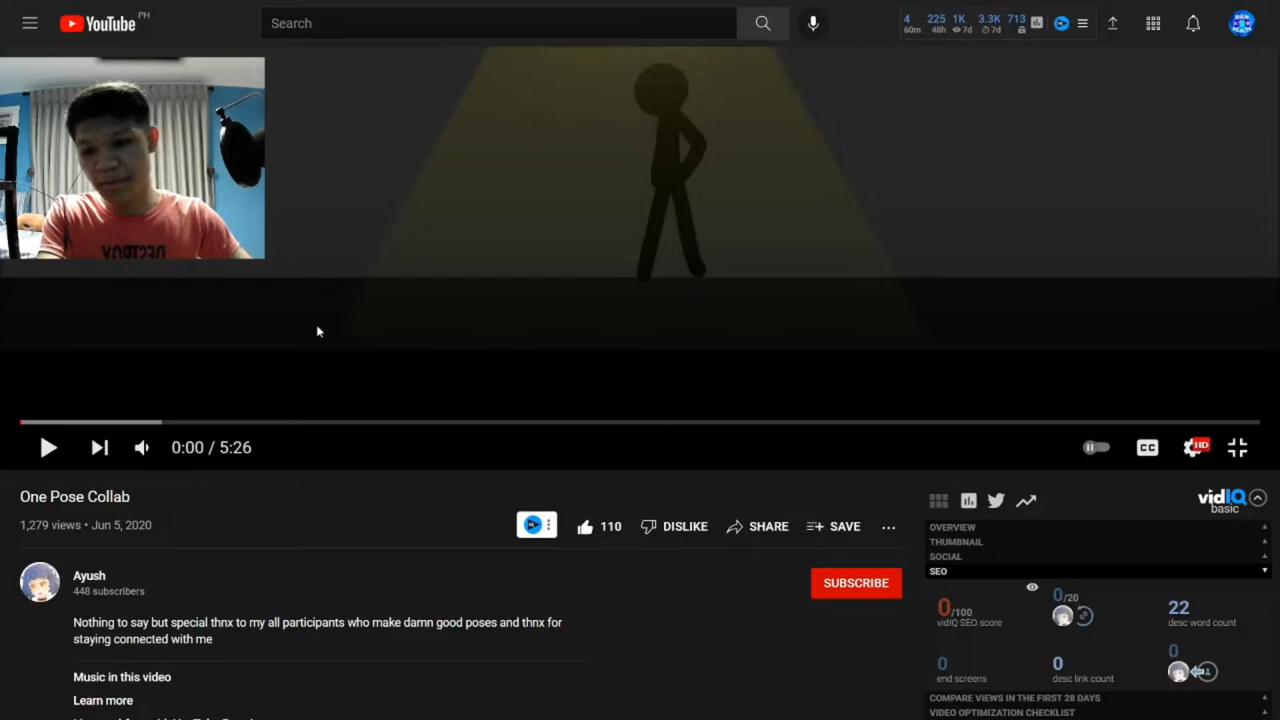 YouTube PH
Search
4 225 1K 3.3K 713
60m 48h 7d 7d
0:00 / 5:26
CC
HD
One Pose Collab
1,279 views • Jun 5, 2020
110 DISLIKE SHARE SAVE
Ayush
448 subscribers
SUBSCRIBE
Nothing to say but special thnx to my all participants who make damn good poses and thnx for
staying connected with me
Music in this video
Learn more
vidIQ
basic
OVERVIEW
THUMBNAIL
SOCIAL
SEO
0/100
vidIQ SEO score
0/20
22
desc word count
0
end screens
0
desc link count
0
COMPARE VIEWS IN THE FIRST 28 DAYS
VIDEO OPTIMIZATION CHECKLIST